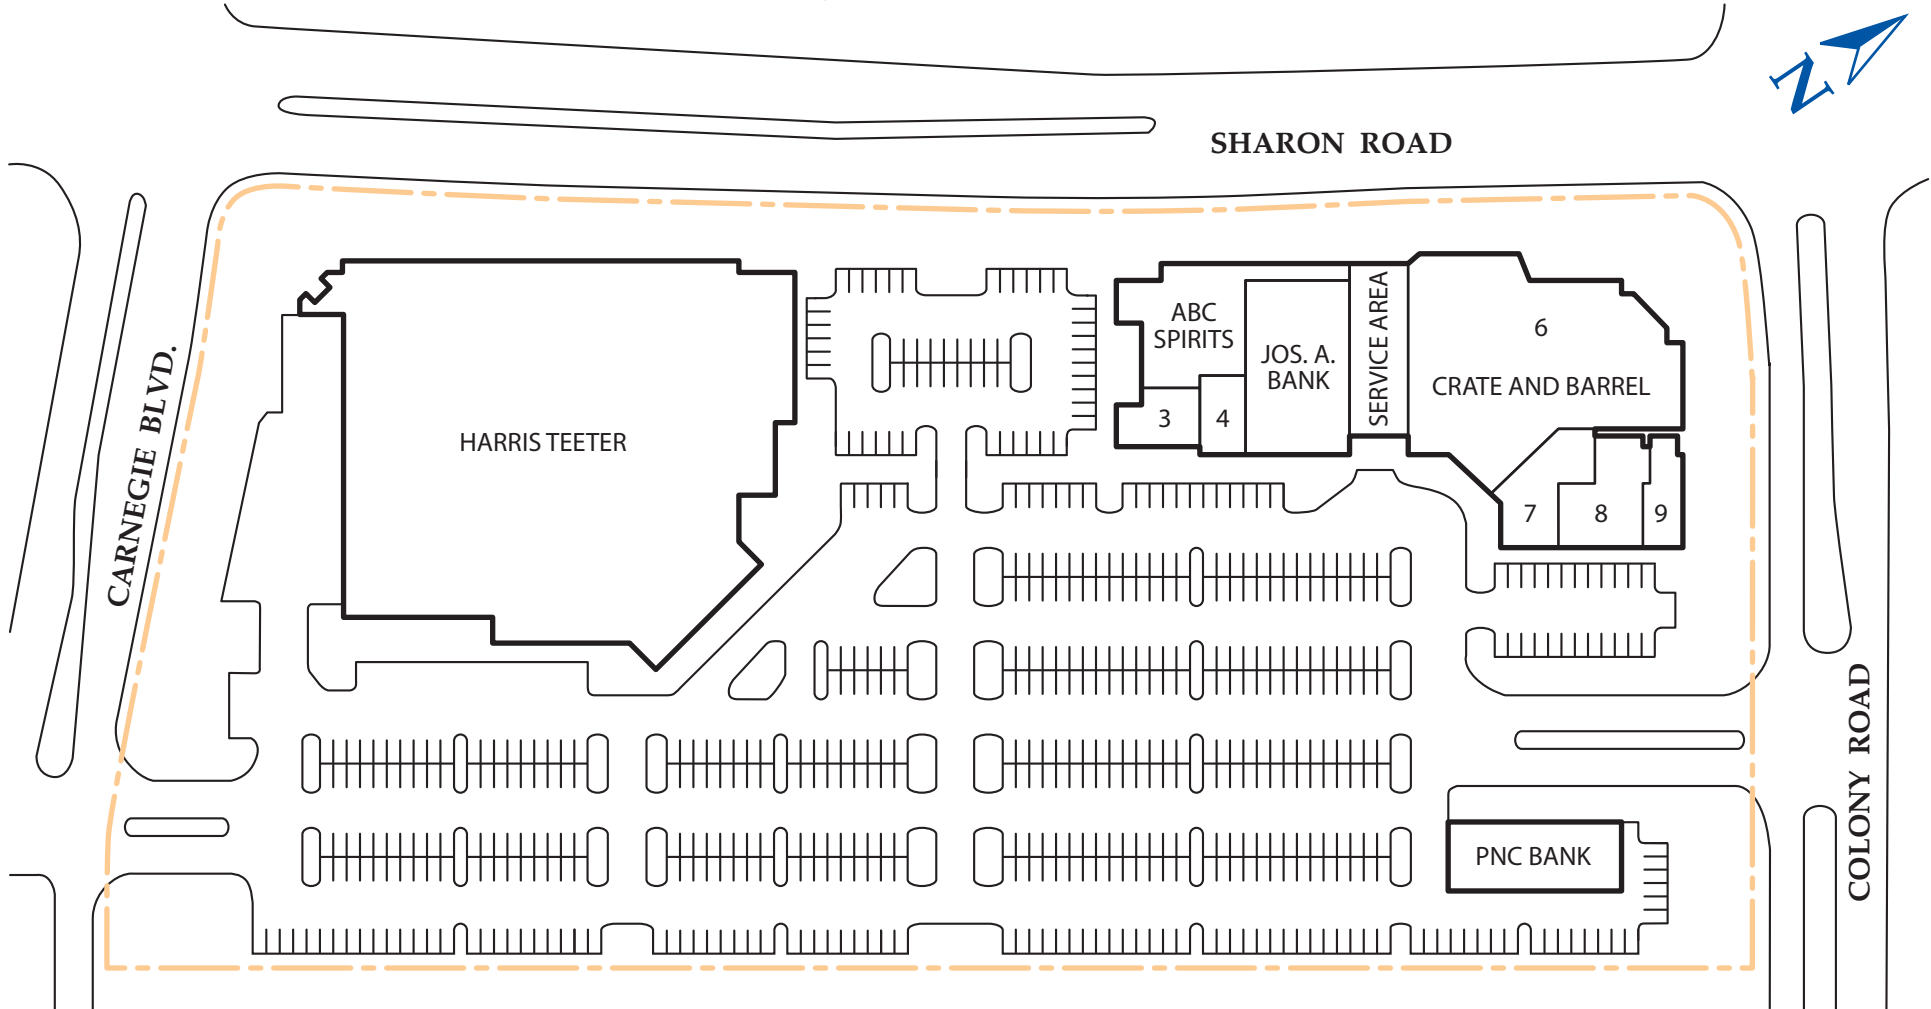 N
SHARON ROAD
CARNEGIE BLVD.
HARRIS TEETER
ABC
SPIRITS
3
4
JOS. A.
BANK
SERVICE AREA
6
CRATE AND BARREL
7
8
9
PNC BANK
COLONY ROAD